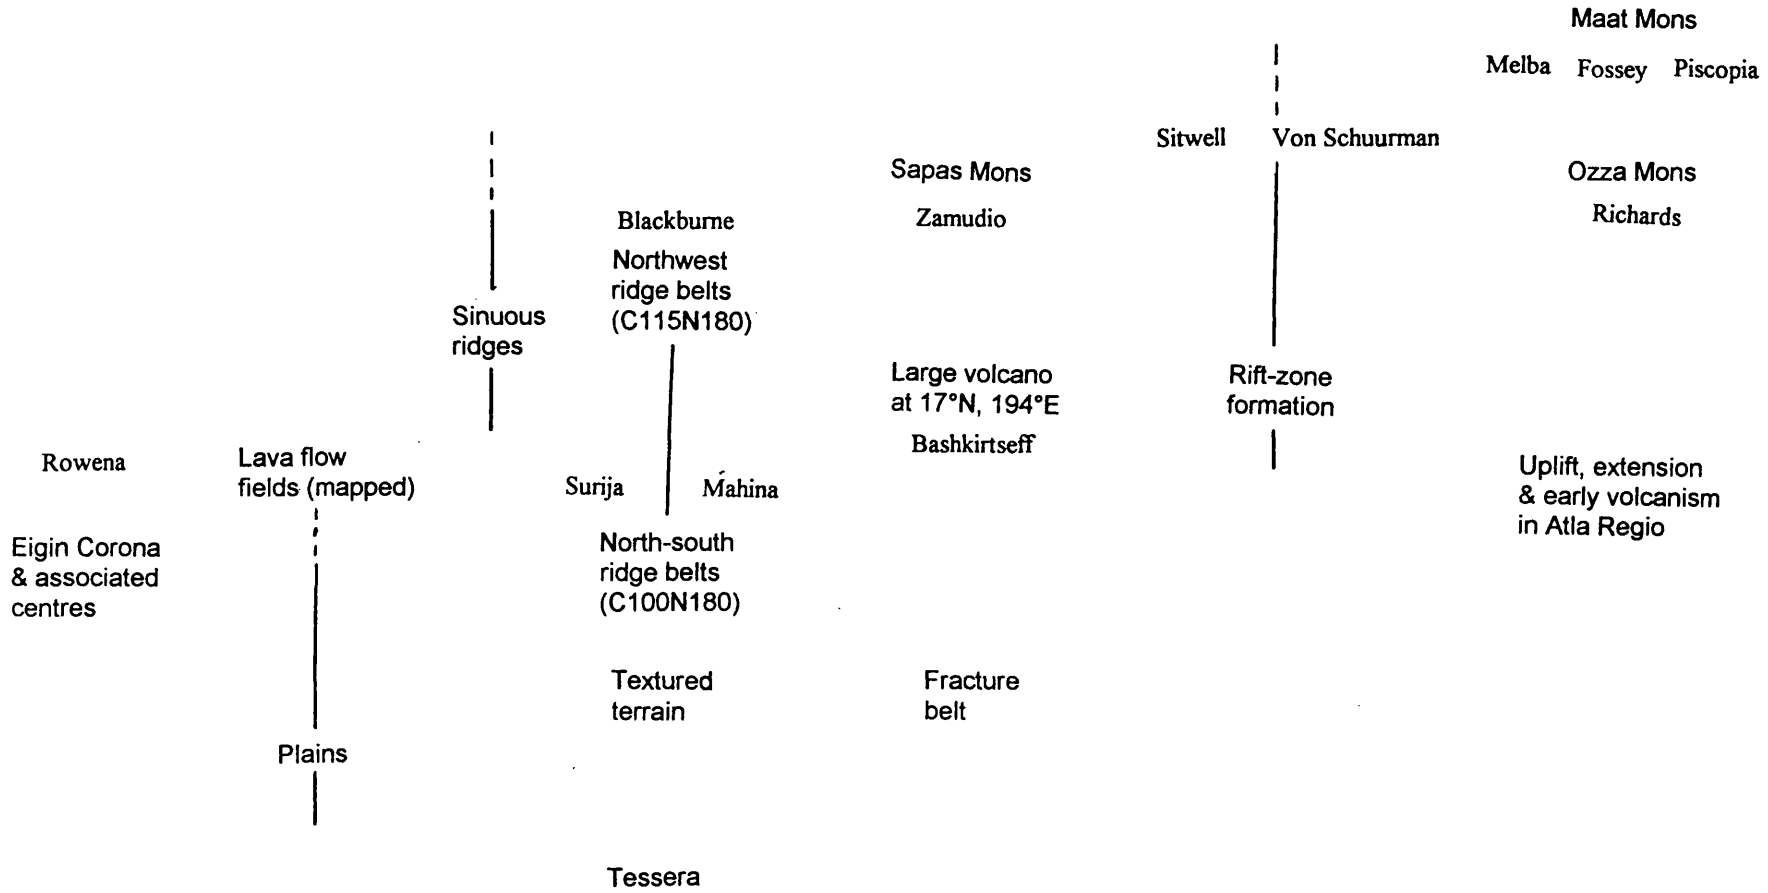 Maat Mons
Melba Fossey Piscopia
Sitwell Von Schuurman
Sapas Mons
Ozza Mons
Blackburne
Zamudio
Richards
Northwest
ridge belts
(C115N180)
Sinuous
ridges
Large volcano
at 17°N, 194°E
Rift-zone
formation
Bashkirtseff
Rowena
Lava flow
fields (mapped)
Surija
Mahina
Uplift, extension
& early volcanism
in Atla Regio
Eigin Corona
& associated
centres
North-south
ridge belts
(C100N180)
Textured
terrain
Fracture
belt
Plains
Tessera